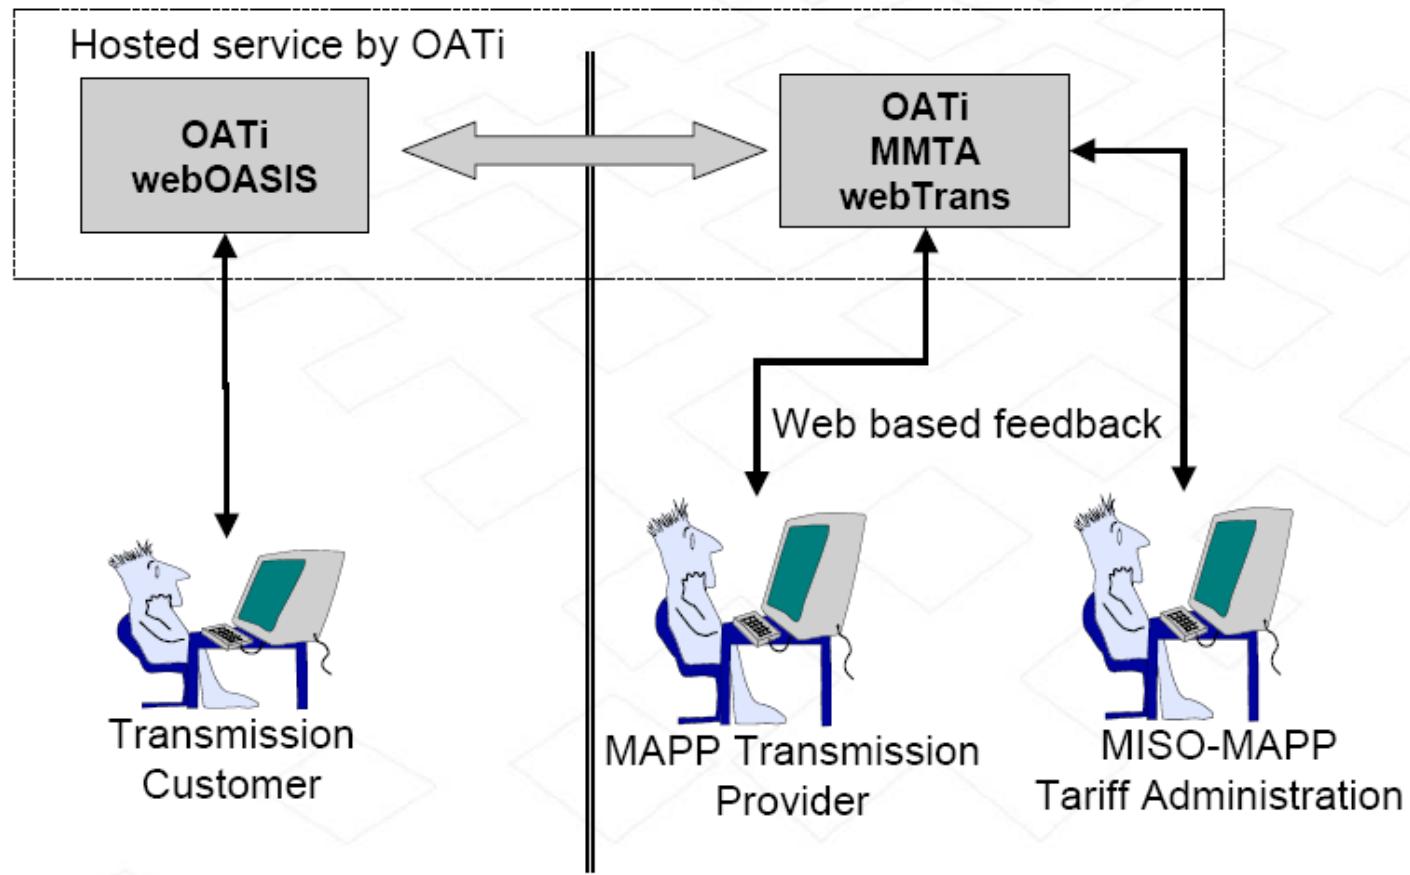 Hosted service by OATi
OATi
webOASIS
OATi
MMTA
webTrans
Web based feedback
Transmission
Customer
MAPP Transmission
Provider
MISO-MAPP
Tariff Administration